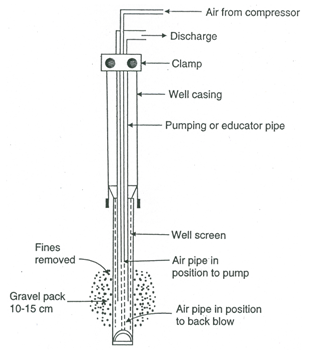 Air from compressor
Discharge
Clamp
Well casing
Pumping or educator pipe
Well screen
Fines
removed
Air pipe in
position to pump
Gravel pack
10-15 cm
Air pipe in position
to back blow